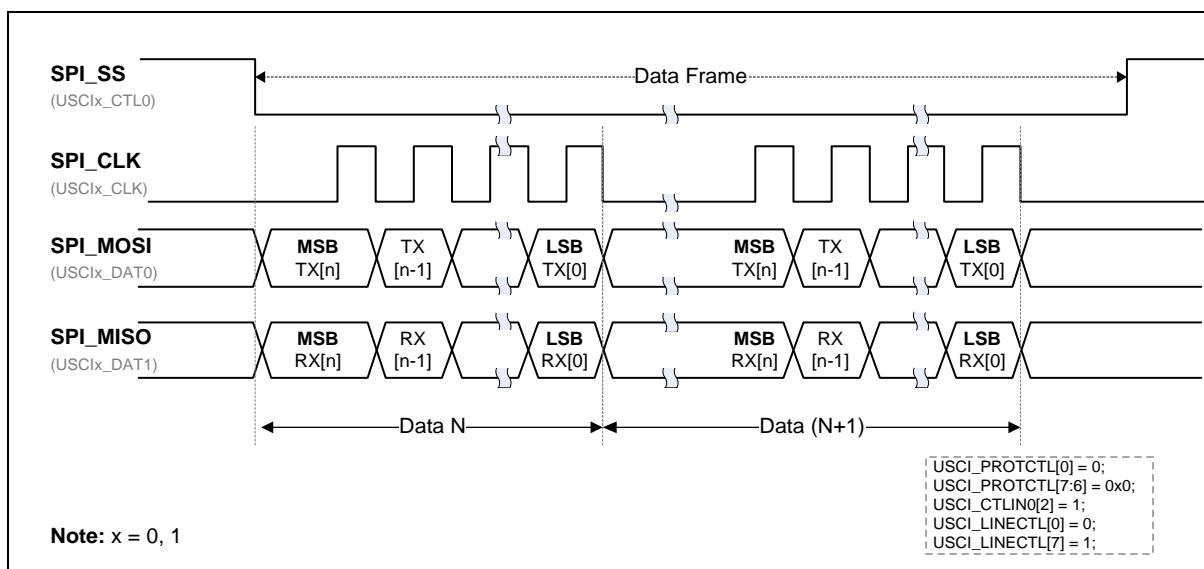 SPI_SS
(USCIx_CTL0)
Data Frame
SPI_CLK
(USCIx_CLK)
SPI_MOSI
(USCIx_DAT0)
MSB TX LSB MSB TX LSB
TX[n] [n-1] TX[0] TX[n] [n-1] TX[0]
SPI_MISO
(USCIx_DAT1)
MSB RX LSB MSB RX LSB
RX[n] [n-1] RX[0] RX[n] [n-1] RX[0]
Data N Data (N+1)
USCI_PROTCTL[0] = 0;
USCI_PROTCTL[7:6] = 0x0;
USCI_CTLIN0[2] = 1;
USCI_LINECTL[0] = 0;
USCI_LINECTL[7] = 1;
Note: x = 0, 1